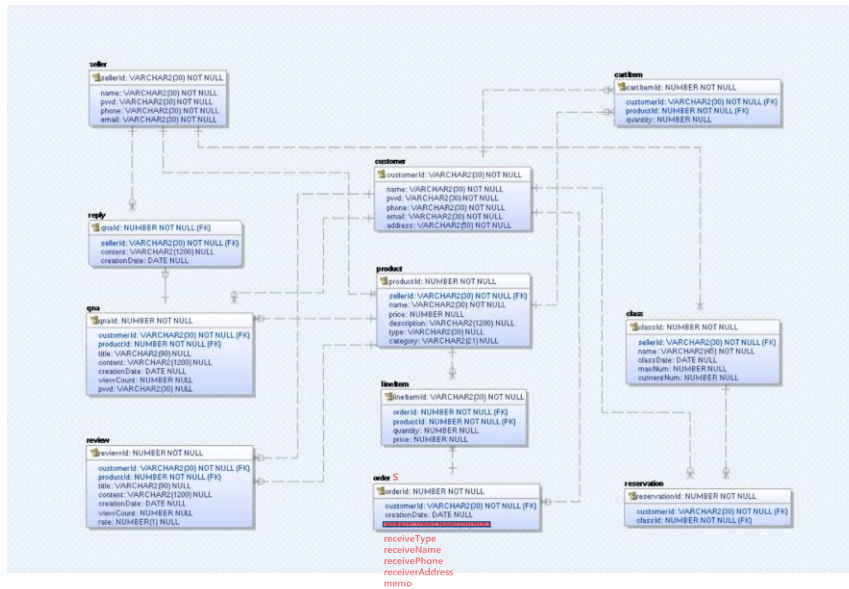 seller
sellerId: VARCHAR2(30) NOT NULL
name: VARCHAR2(30) NULL
pwd: VARCHAR2(30) NULL
phone: VARCHAR2(30) NULL
email: VARCHAR2(30) NULL
cartItem
cartItemId: NUMBER NOT NULL
customerId: VARCHAR2(30) NOT NULL (FK)
productId: NUMBER NOT NULL (FK)
quantity: NUMBER NULL
customer
customerId: VARCHAR2(30) NOT NULL
name: VARCHAR2(30) NULL
pwd: VARCHAR2(30) NULL
phone: VARCHAR2(30) NULL
email: VARCHAR2(30) NULL
address: VARCHAR2(50) NULL
reply
qnaId: NUMBER NOT NULL (FK)
sellerId: VARCHAR2(30) NOT NULL (FK)
content: VARCHAR2(1200) NULL
creationDate: DATE NULL
product
productId: NUMBER NOT NULL
sellerId: VARCHAR2(30) NOT NULL (FK)
name: VARCHAR2(30) NULL
price: NUMBER NULL
description: VARCHAR2(1200) NULL
type: VARCHAR2(30) NULL
category: VARCHAR2(21) NULL
qna
qnaId: NUMBER NOT NULL
customerId: VARCHAR2(30) NOT NULL (FK)
productId: NUMBER NOT NULL (FK)
title: VARCHAR2(90) NULL
content: VARCHAR2(1200) NULL
creationDate: DATE NULL
viewCount: NUMBER NULL
pwd: VARCHAR2(30) NULL
class
classId: NUMBER NOT NULL
sellerId: VARCHAR2(30) NOT NULL (FK)
name: VARCHAR2(45) NOT NULL
classDate: DATE NULL
maxNum: NUMBER NULL
currentNum: NUMBER NULL
lineItem
lineItemId: VARCHAR2(30) NOT NULL
orderId: NUMBER NOT NULL (FK)
productId: NUMBER NOT NULL (FK)
quantity: NUMBER NULL
price: NUMBER NULL
review
reviewId: NUMBER NOT NULL
customerId: VARCHAR2(30) NOT NULL (FK)
productId: NUMBER NOT NULL (FK)
title: VARCHAR2(90) NULL
content: VARCHAR2(1200) NULL
creationDate: DATE NULL
viewCount: NUMBER NULL
rate: NUMBER(1) NULL
order S
orderId: NUMBER NOT NULL
customerId: VARCHAR2(30) NOT NULL (FK)
creationDate: DATE NULL
receiveType
receiveName
receivePhone
receiverAddress
memo
reservation
reservationId: NUMBER NOT NULL
customerId: VARCHAR2(30) NOT NULL (FK)
classId: NUMBER NOT NULL (FK)